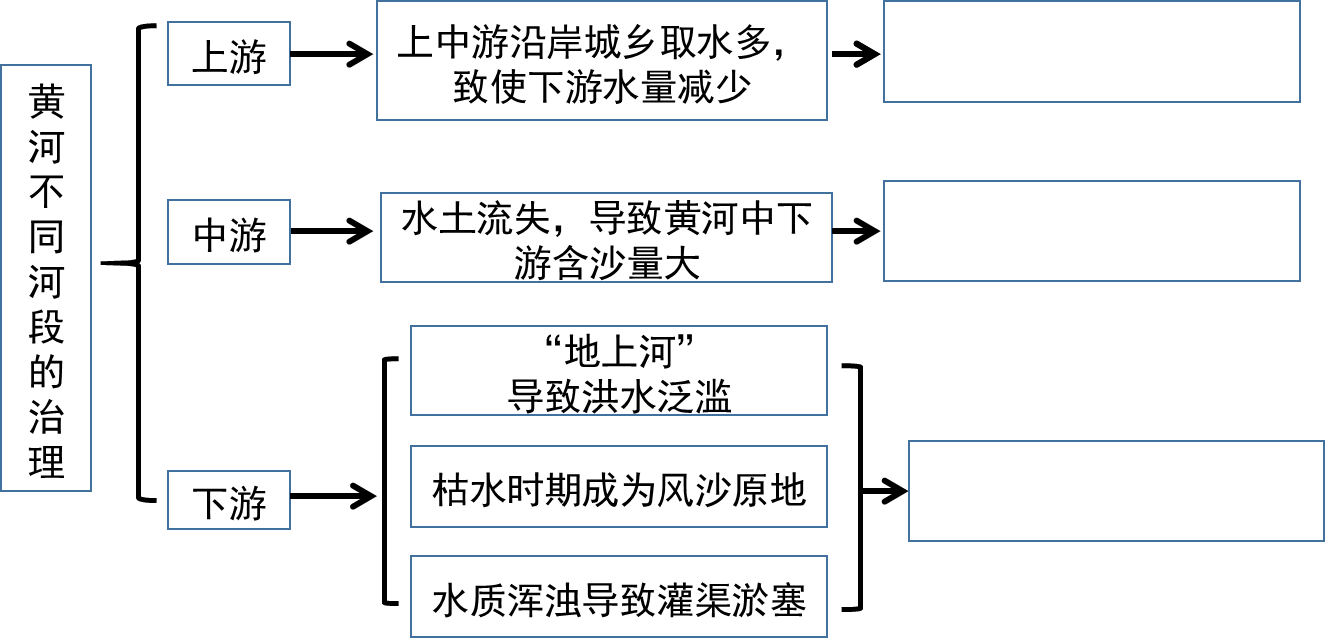 黄河不同河段的治理
上游
上中游沿岸城乡取水多，
致使下游水量减少
中游
水土流失，导致黄河中下
游含沙量大
下游
“地上河”
导致洪水泛滥
枯水时期成为风沙原地
水质浑浊导致灌渠淤塞